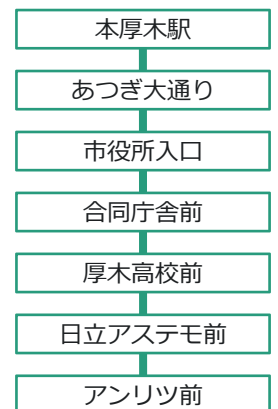 本厚木駅
あつぎ大通り
市役所入口
合同庁舎前
厚木高校前
日立アステモ前
アンリツ前